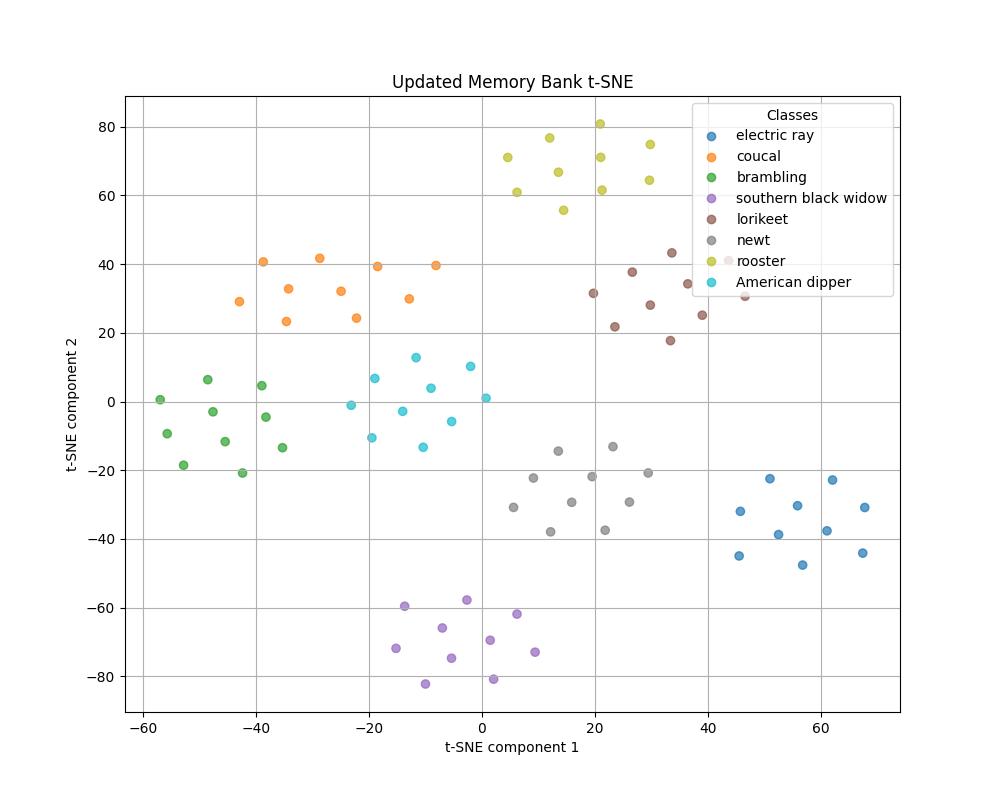 Updated Memory Bank t-SNE
Classes
electric ray
coucal
brambling
southern black widow
lorikeet
newt
rooster
American dipper
80
60
40
20
0
−20
−40
−60
−80
t-SNE component 2
−60 −40 −20 0 20 40 60
t-SNE component 1